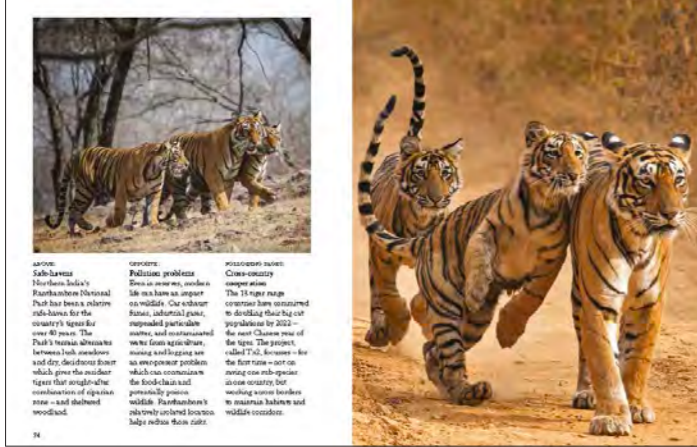 ABOVE:
Safe-havens
Northern India's
Ranthambore National
Park has been a relative
safe-haven for the
country's tigers for
over 40 years. The
Park's terrain alternates
between lush meadows
and dry, deciduous forest
which gives the resident
tigers that sought-after
combination of riparian
zone – and sheltered
woodland.
OPPOSITE:
Pollution problems
Even in reserves, modern
life can have an impact
on wildlife. Car exhaust
fumes, industrial gases,
suspended particulate
matter, and contaminated
water from agriculture,
mining and logging are
an ever-present problem
which can contaminate
the food-chain and
potentially poison
wildlife. Ranthambore's
relatively isolated location
helps reduce those risks.
FOLLOWING PAGES:
Cross-country
cooperation
The 13 tiger range
countries have committed
to doubling their big cat
populations by 2022 –
the next Chinese year of
the tiger. The project,
called Tx2, focuses – for
the first time – not on
saving one sub-species
in one country, but
working across borders
to maintain habitats and
wildlife corridors.
74